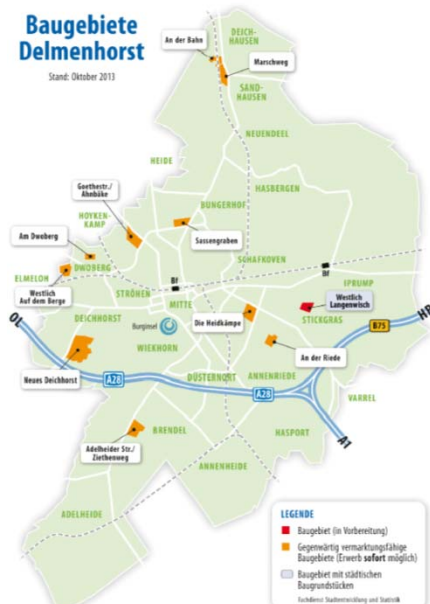 Baugebiete
Delmenhorst
Stand: Oktober 2013
An der Bahn
DEICH-
HAUSEN
Marschweg
SAND-
HAUSEN
NEUENDEEL
HEIDE
HASBERGEN
Goethestr./
Ahnbäke
HOYKEN-
KAMP
BUNGERHOF
Sassengraben
Am Dwoberg
DWOBERG
ELMELOH
Westlich
Auf dem Berge
SCHAFKOVEN
Bf
Bf
IPRUMP
STRÖHEN
MITTE
Westlich
Langenwisch
DEICHHORST
Burginsel
Die Heidkämpe
STICKGRAS
OL
HB
B75
WIEKHORN
An der Riede
Neues Deichhorst
A28
DÜSTERNORT
ANNENRIEDE
A28
VARREL
BRENDEL
HASPORT
A1
Adelheider Str./
Ziethenweg
ANNENHEIDE
ADELHEIDE
LEGENDE
Baugebiet (in Vorbereitung)
Gegenwärtig vermarktungsfähige
Baugebiete (Erwerb sofort möglich)
Baugebiet mit städtischen
Baugrundstücken
Fachdienst Stadtentwicklung und Statistik